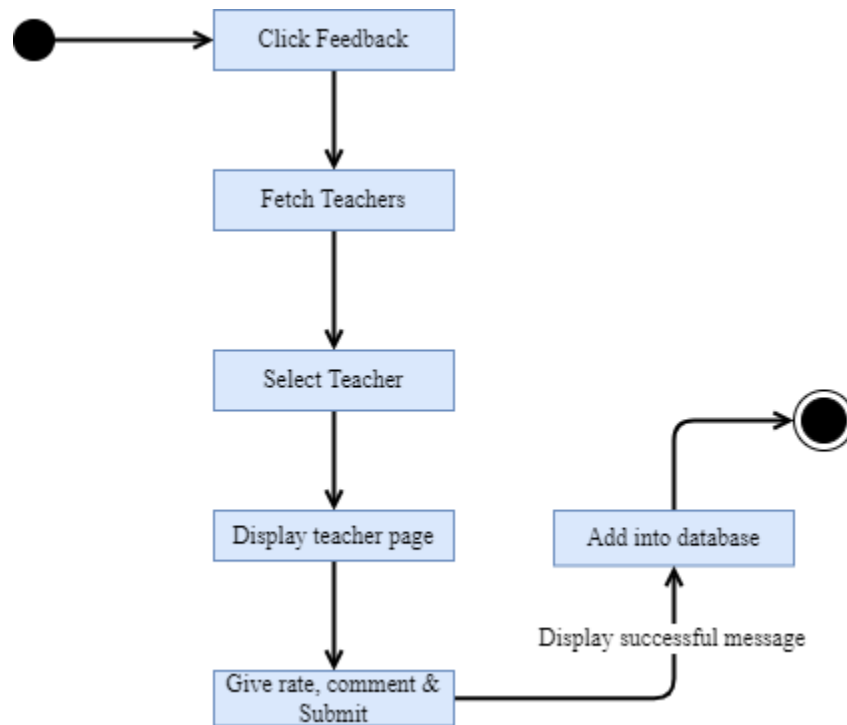 Click Feedback
Fetch Teachers
Select Teacher
Display teacher page
Add into database
Display successful message
Give rate, comment &
Submit